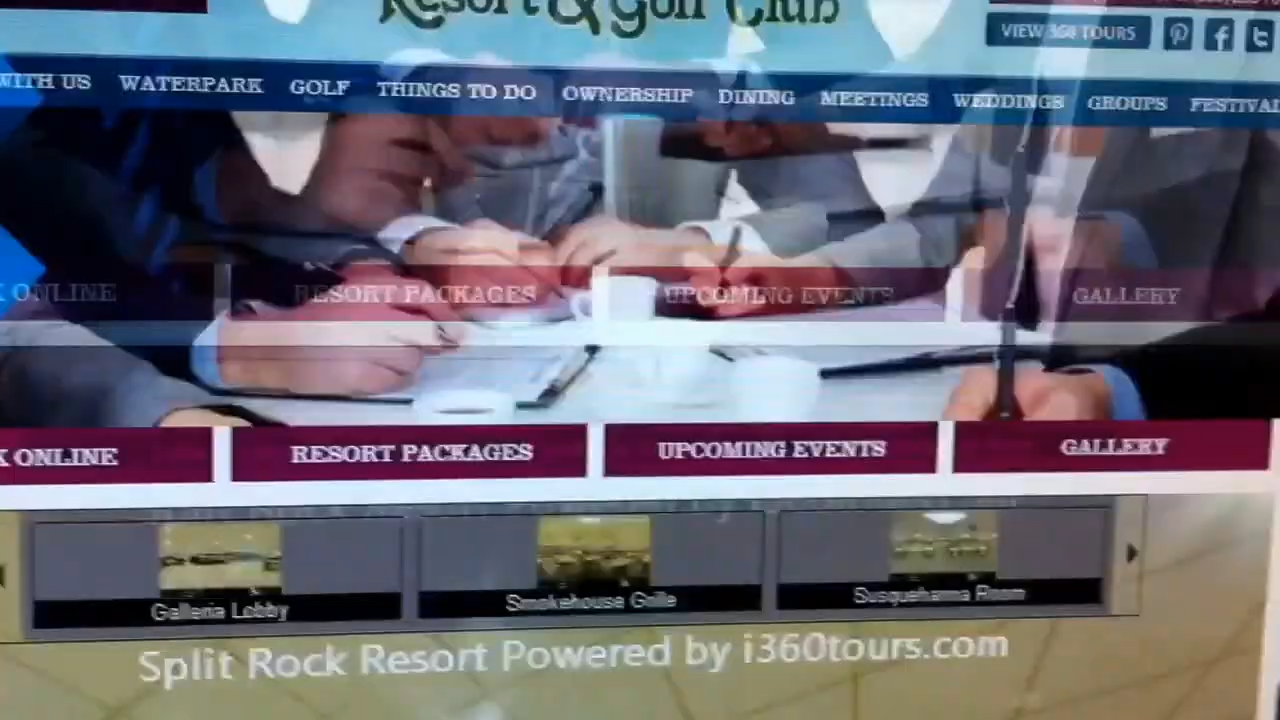 Resort & Golf Club
VIEW 360 TOURS
WITH US WATERPARK GOLF THINGS TO DO OWNERSHIP DINING MEETINGS WEDDINGS GROUPS FESTIVAL
K ONLINE RESORT PACKAGES UPCOMING EVENTS GALLERY
K ONLINE RESORT PACKAGES UPCOMING EVENTS GALLERY
Galleria Lobby Smokehouse Grille Susquehanna Room
Split Rock Resort Powered by i360tours.com